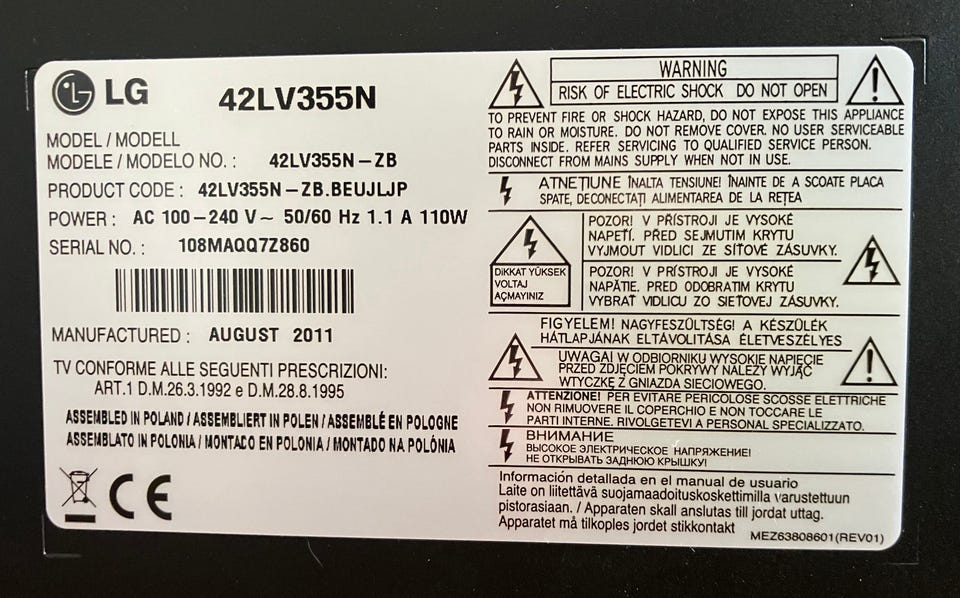 LG
42LV355N
MODEL / MODELL
MODELE / MODELO NO. : 42LV355N-ZB
PRODUCT CODE : 42LV355N-ZB.BEUJLJP
POWER : AC 100-240 V~ 50/60 Hz 1.1 A 110W
SERIAL NO. : 108MAQQ7Z860
MANUFACTURED : AUGUST 2011
TV CONFORME ALLE SEGUENTI PRESCRIZIONI:
ART.1 D.M.26.3.1992 e D.M.28.8.1995
ASSEMBLED IN POLAND / ASSEMBLIERT IN POLEN / ASSEMBLÉ EN POLOGNE
ASSEMBLATO IN POLONIA / MONTADO EN POLONIA / MONTADO NA POLÓNIA
CE
WARNING
RISK OF ELECTRIC SHOCK DO NOT OPEN
TO PREVENT FIRE OR SHOCK HAZARD, DO NOT EXPOSE THIS APPLIANCE
TO RAIN OR MOISTURE. DO NOT REMOVE COVER. NO USER SERVICEABLE
PARTS INSIDE. REFER SERVICING TO QUALIFIED SERVICE PERSON.
DISCONNECT FROM MAINS SUPPLY WHEN NOT IN USE.
ATNEȚIUNE ÎNALTA TENSIUNE! ÎNAINTE DE A SCOATE PLACA
SPATE, DECONECTAȚI ALIMENTAREA DE LA REȚEA
DİKKAT YÜKSEK
VOLTAJ
AÇMAYINIZ
POZOR! V PŘÍSTROJI JE VYSOKÉ
NAPETÍ. PŘED SEJMUTIM KRYTU
VYJMOUT VIDLICI ZE SÍŤOVÉ ZÁSUVKY.
POZOR! V PRÍSTROJI JE VYSOKÉ
NAPÄTIE. PRED ODOBRATIM KRYTU
VYBRAŤ VIDLICU ZO SIEŤOVEJ ZÁSUVKY.
FIGYELEM! NAGYFESZÜLTSÉG! A KÉSZÜLÉK
HÁTLAPJÁNAK ELTÁVOLÍTÁSA ÉLETVESZÉLYES
UWAGA! W ODBIORNIKU WYSOKIE NAPIĘCIE
PRZED ZDJĘCIEM POKRYWY NALEŻY WYJĄĆ
WTYCZKĘ Z GNIAZDA SIECIOWEGO.
ATTENZIONE! PER EVITARE PERICOLOSE SCOSSE ELETTRICHE
NON RIMUOVERE IL COPERCHIO E NON TOCCARE LE
PARTI INTERNE. RIVOLGETEVI A PERSONAL SPECIALIZZATO.
ВНИМАНИЕ
ВЫСОКОЕ ЭЛЕКТРИЧЕСКОЕ НАПРЯЖЕНИЕ!
НЕ ОТКРЫВАТЬ ЗАДНЮЮ КРЫШКУ!
Información detallada en el manual de usuario
Laite on liitettävä suojamaadoituskoskettimilla varustettuun
pistorasiaan. / Apparaten skall anslutas till jordat uttag.
Apparatet må tilkoples jordet stikkontakt
MEZ63808601(REV01)